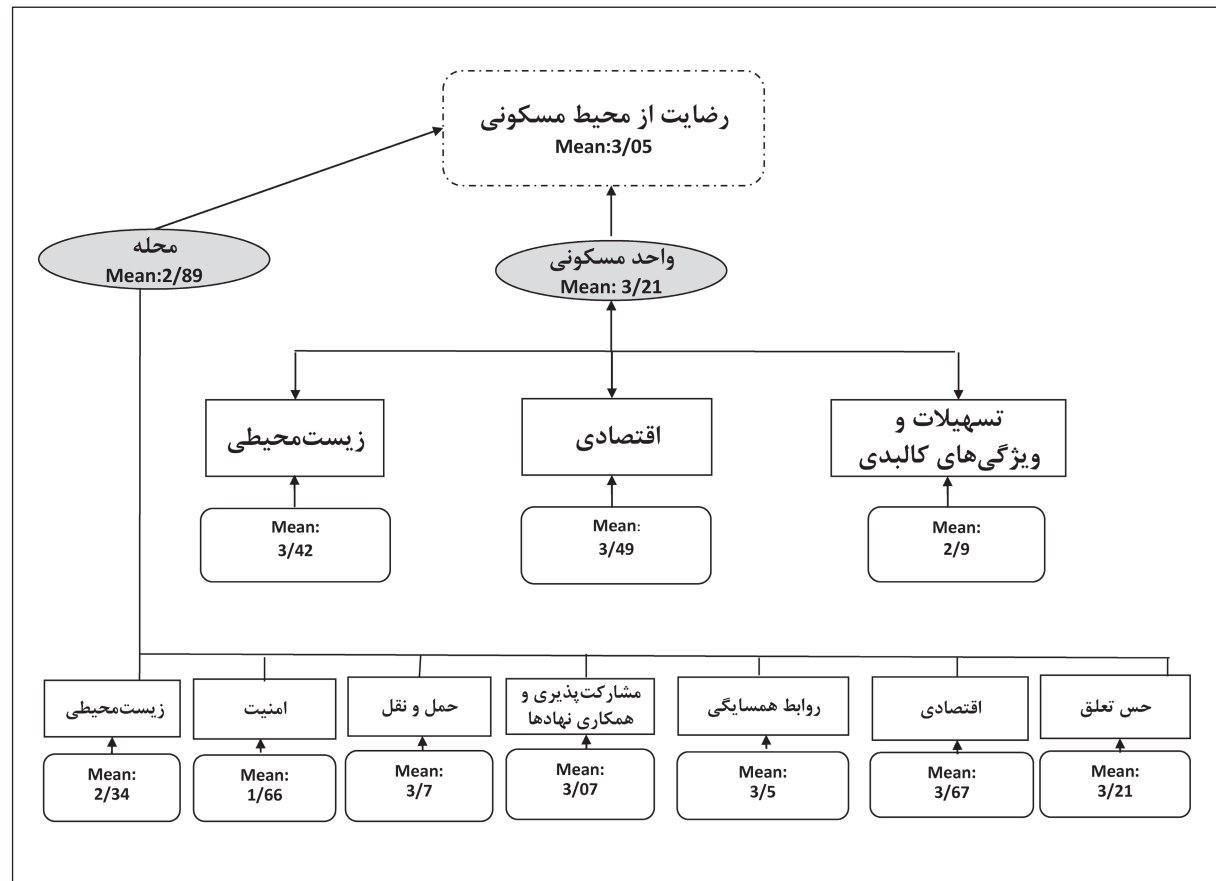 رضایت از محیط مسکونی
Mean:3/05
محله
Mean:2/89
واحد مسکونی
Mean: 3/21
تسهیلات و
ویژگی‌های کالبدی
اقتصادی
زیست‌محیطی
Mean:
2/9
Mean:
3/49
Mean:
3/42
حس تعلق
اقتصادی
روابط همسایگی
مشارکت‌پذیری و
همکاری نهادها
حمل و نقل
امنیت
زیست‌محیطی
Mean:
3/21
Mean:
3/67
Mean:
3/5
Mean:
3/07
Mean:
3/7
Mean:
1/66
Mean:
2/34